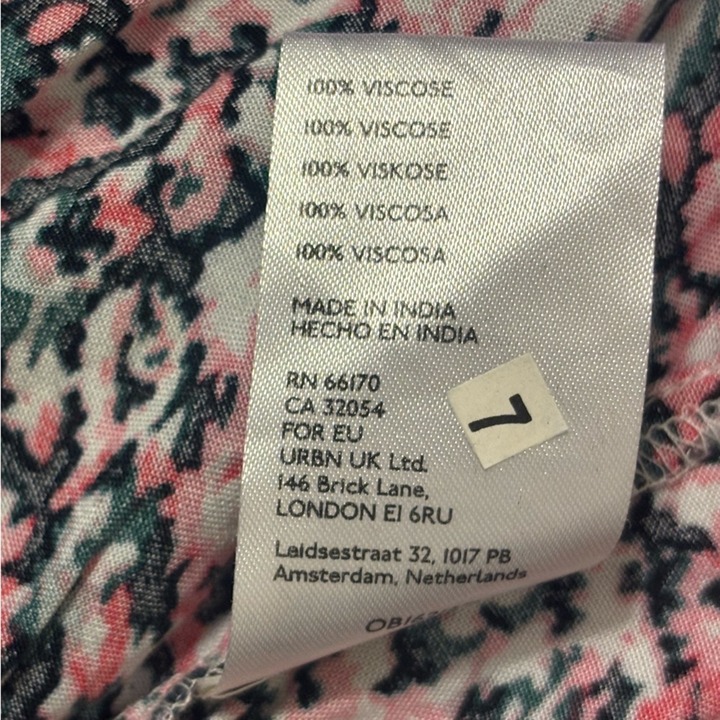 100% VISCOSE
100% VISCOSE
100% VISKOSE
100% VISCOSA
100% VISCOSA
MADE IN INDIA
HECHO EN INDIA
RN 66170
CA 32054
FOR EU
URBN UK Ltd.
146 Brick Lane,
LONDON E1 6RU
7
Laidsestraat 32, 1017 PB
Amsterdam, Netherlands